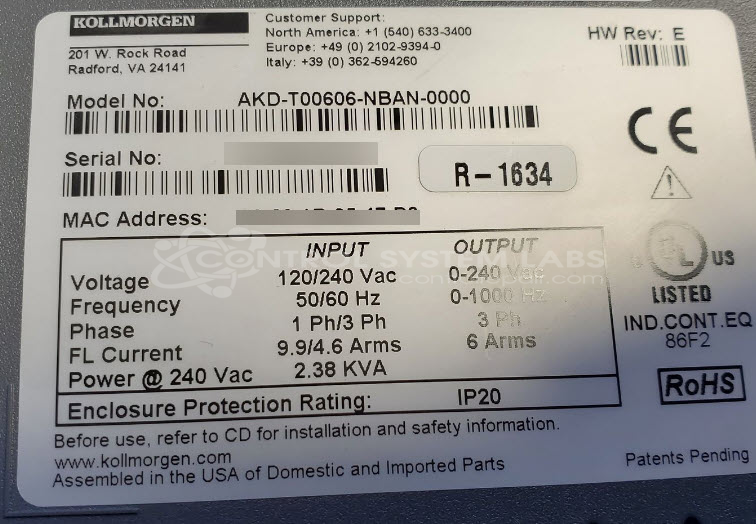 KOLLMORGEN
201 W. Rock Road
Radford, VA 24141
Customer Support:
North America: +1 (540) 633-3400
Europe: +49 (0) 2102-9394-0
Italy: +39 (0) 362-594260
HW Rev: E
Model No: AKD-T00606-NBAN-0000
Serial No:
R-1634
MAC Address:
CE
INPUT OUTPUT
Voltage 120/240 Vac 0-240 Vac
Frequency 50/60 Hz 0-1000 Hz
Phase 1 Ph/3 Ph 3 Ph
FL Current 9.9/4.6 Arms 6 Arms
Power @ 240 Vac 2.38 KVA
Enclosure Protection Rating: IP20
CONTROL SYSTEM LABS
UL US
LISTED
IND.CONT.EQ
86F2
RoHS
Before use, refer to CD for installation and safety information.
www.kollmorgen.com
Assembled in the USA of Domestic and Imported Parts
Patents Pending